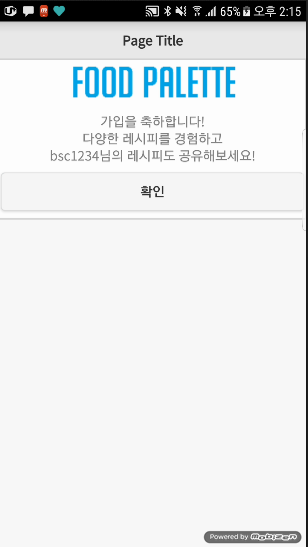 65% 오후 2:15
Page Title
FOOD PALETTE
가입을 축하합니다!
다양한 레시피를 경험하고
bsc1234님의 레시피도 공유해보세요!
확인
Powered by Mobizen